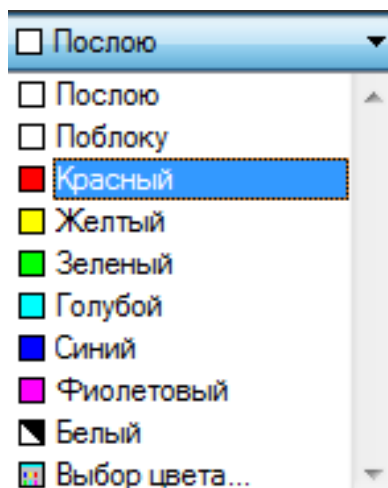 Послою
Послою
Поблоку
Красный
Желтый
Зеленый
Голубой
Синий
Фиолетовый
Белый
Выбор цвета...